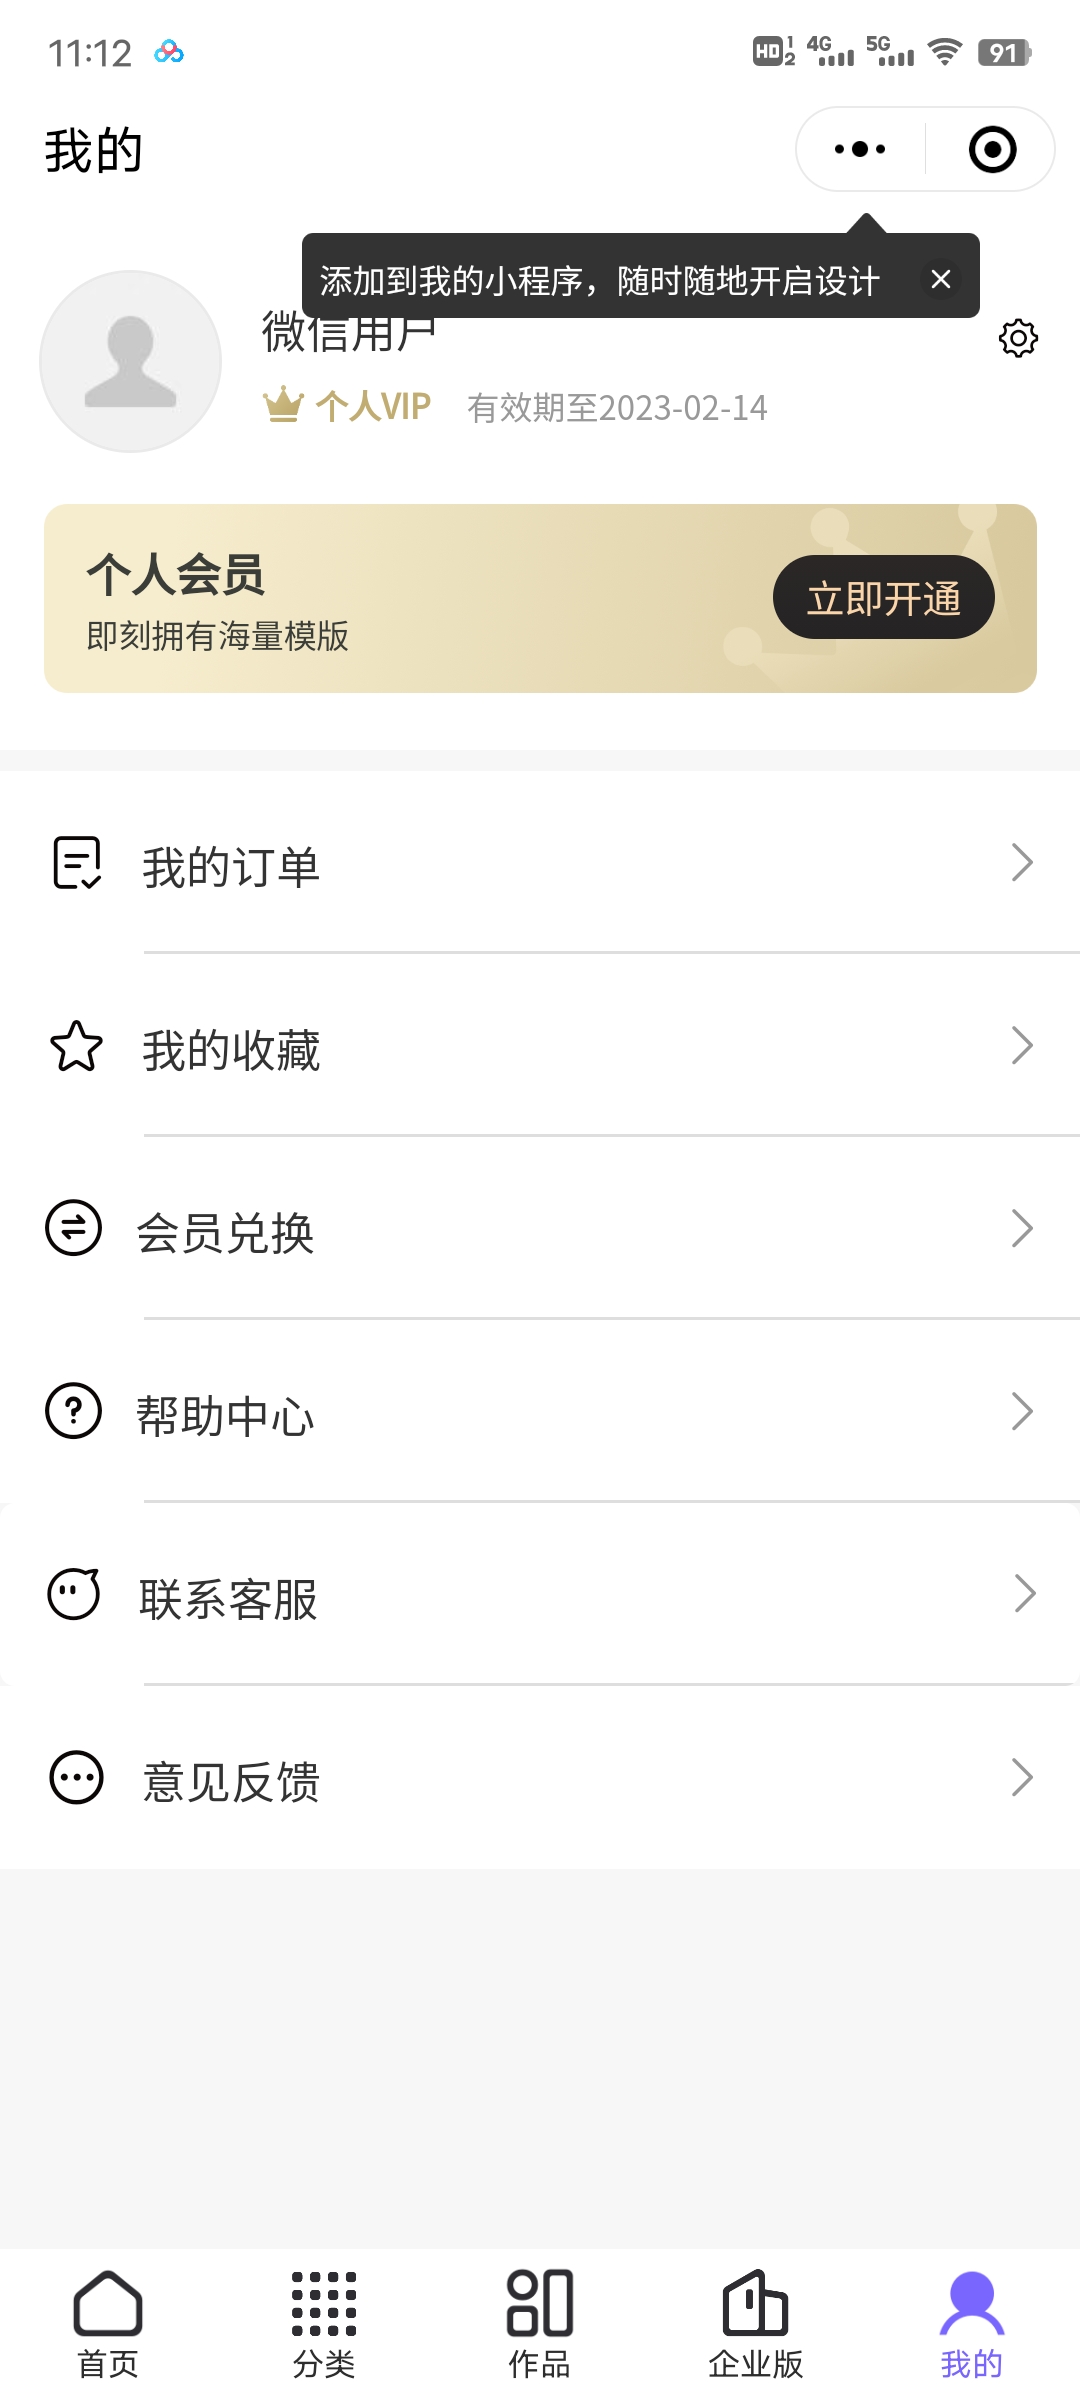 11:12
HD 1 2 4G 5G 91
我的
添加到我的小程序，随时随地开启设计
微信用户
个人VIP 有效期至2023-02-14
个人会员
立即开通
即刻拥有海量模版
我的订单
我的收藏
会员兑换
帮助中心
联系客服
意见反馈
首页 分类 作品 企业版 我的